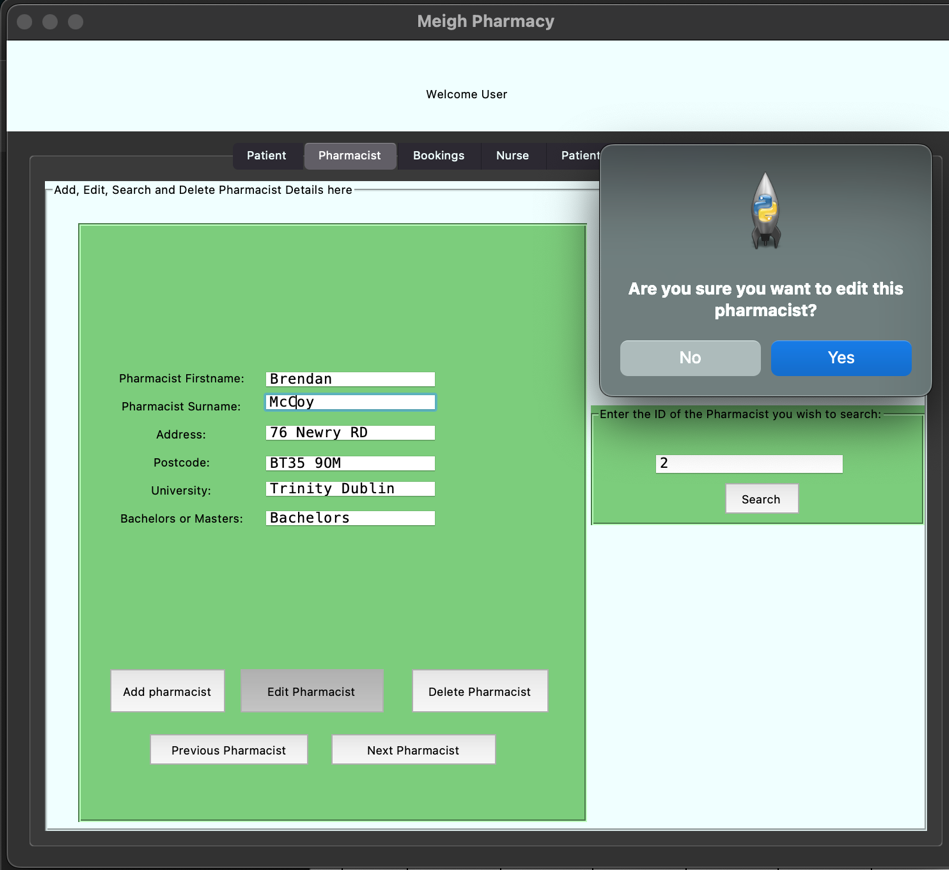 Meigh Pharmacy
Welcome User
Patient
Pharmacist
Bookings
Nurse
Patient
Add, Edit, Search and Delete Pharmacist Details here
Are you sure you want to edit this
pharmacist?
No
Yes
Pharmacist Firstname: Brendan
Pharmacist Surname: McCoy
Address: 76 Newry RD
Postcode: BT35 9OM
University: Trinity Dublin
Bachelors or Masters: Bachelors
Enter the ID of the Pharmacist you wish to search:
2
Search
Add pharmacist
Edit Pharmacist
Delete Pharmacist
Previous Pharmacist
Next Pharmacist